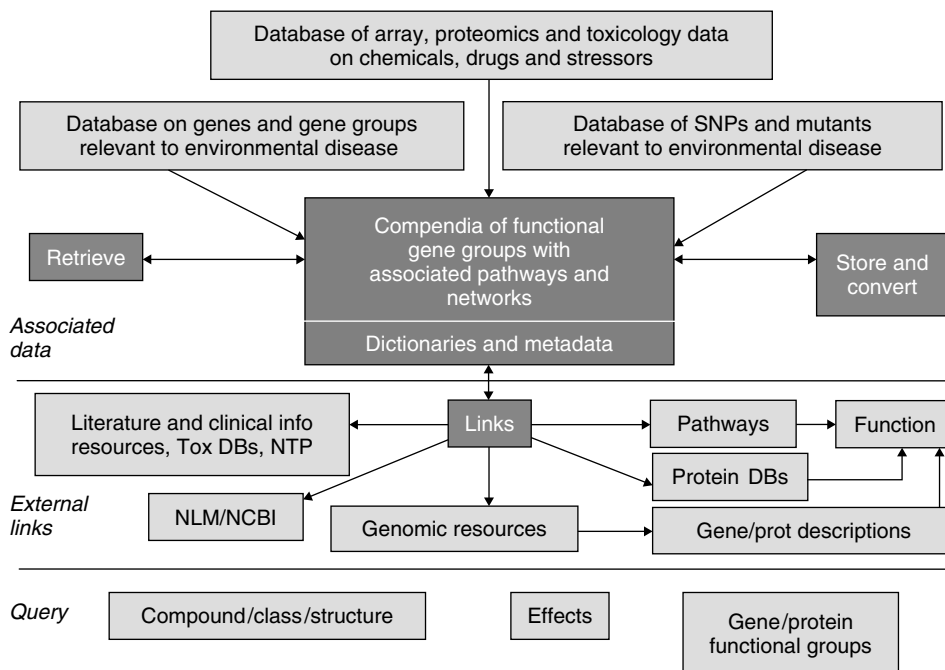 Database of array, proteomics and toxicology data
on chemicals, drugs and stressors
Database on genes and gene groups
relevant to environmental disease
Database of SNPs and mutants
relevant to environmental disease
Compendia of functional
gene groups with
associated pathways and
networks
Dictionaries and metadata
Retrieve
Store and
convert
Associated
data
Literature and clinical info
resources, Tox DBs, NTP
Links
Pathways
Function
Protein DBs
External
links
NLM/NCBI
Genomic resources
Gene/prot descriptions
Query
Compound/class/structure
Effects
Gene/protein
functional groups